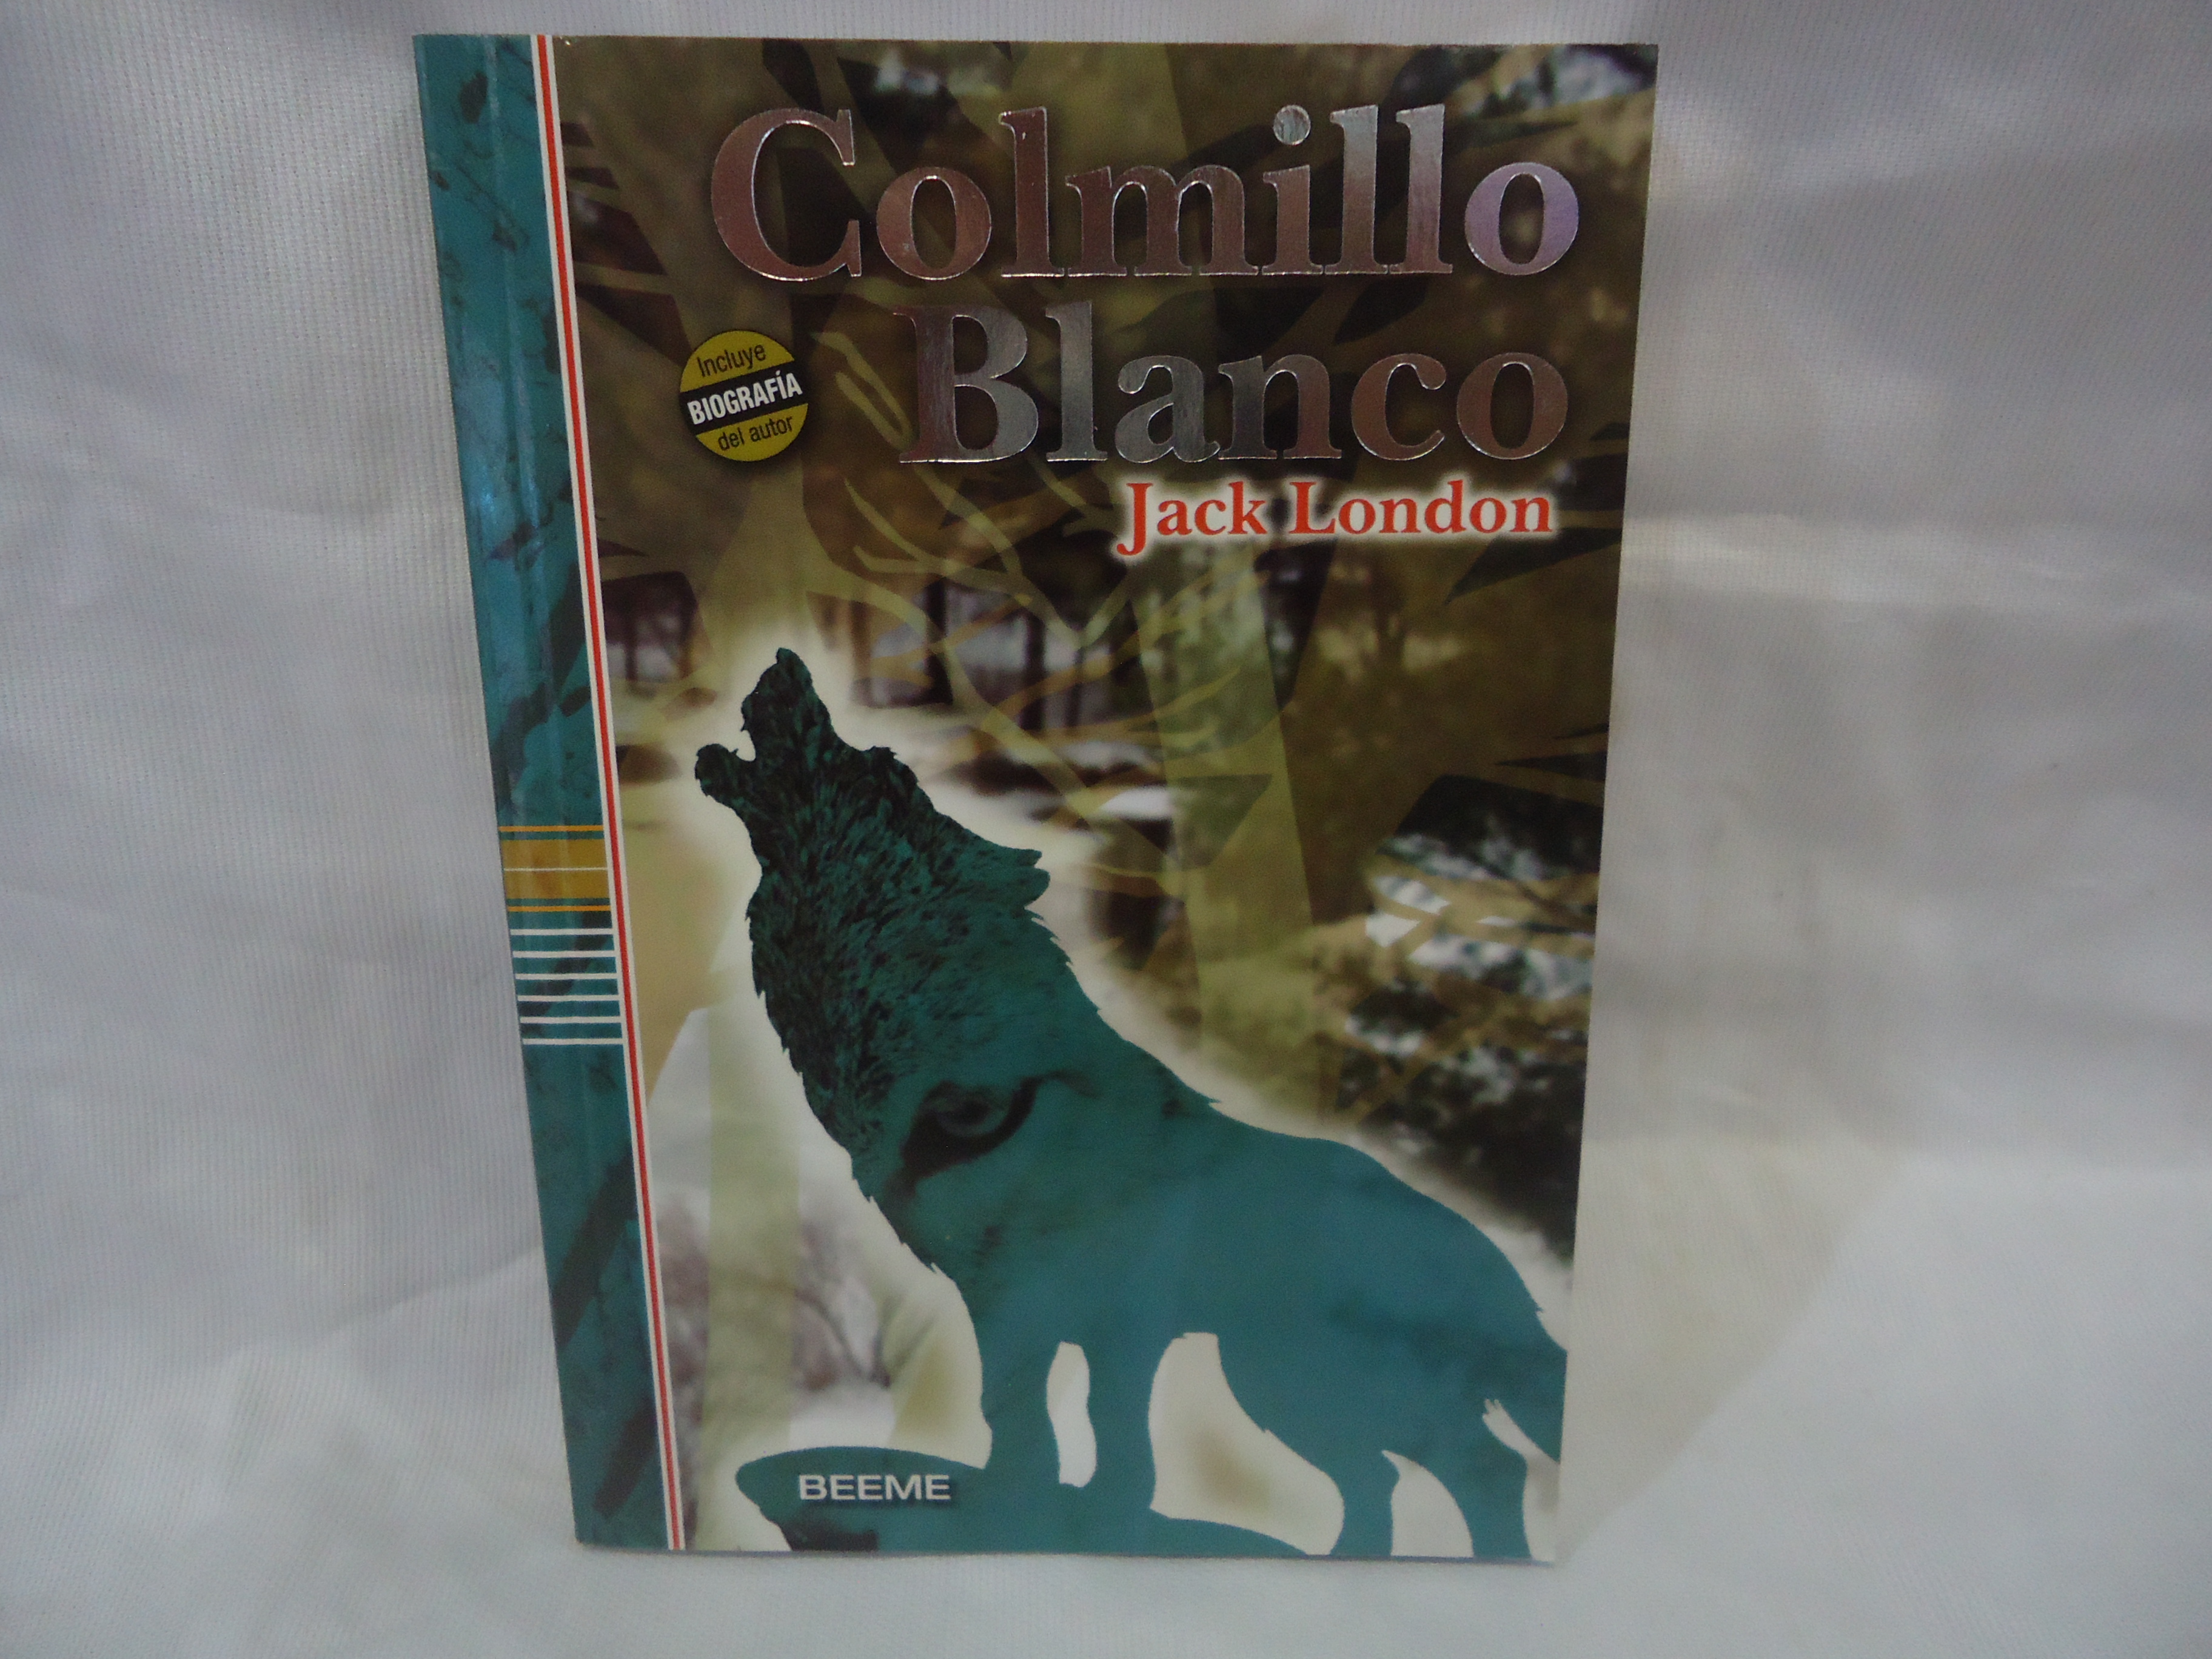 Colmillo
Blanco
Incluye
BIOGRAFÍA
del autor
Jack London
BEEME